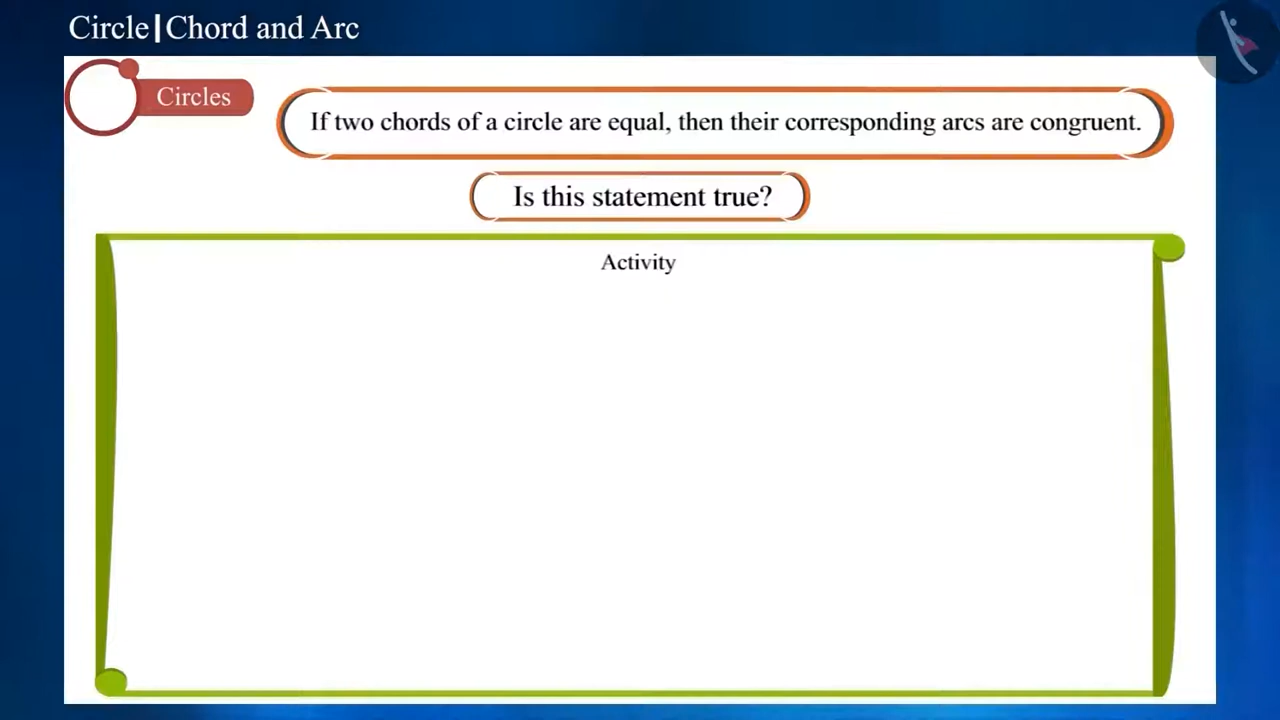 Circle|Chord and Arc
Circles
If two chords of a circle are equal, then their corresponding arcs are congruent.
Is this statement true?
Activity